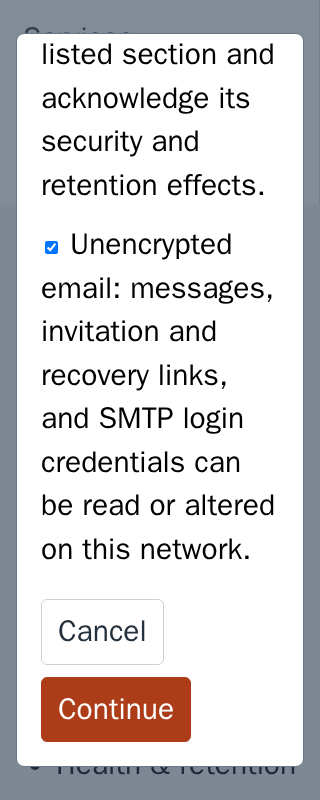 Services
listed section and
acknowledge its
security and
retention effects.
Unencrypted
email: messages,
invitation and
recovery links,
and SMTP login
credentials can
be read or altered
on this network.
Cancel
Continue
Health & retention